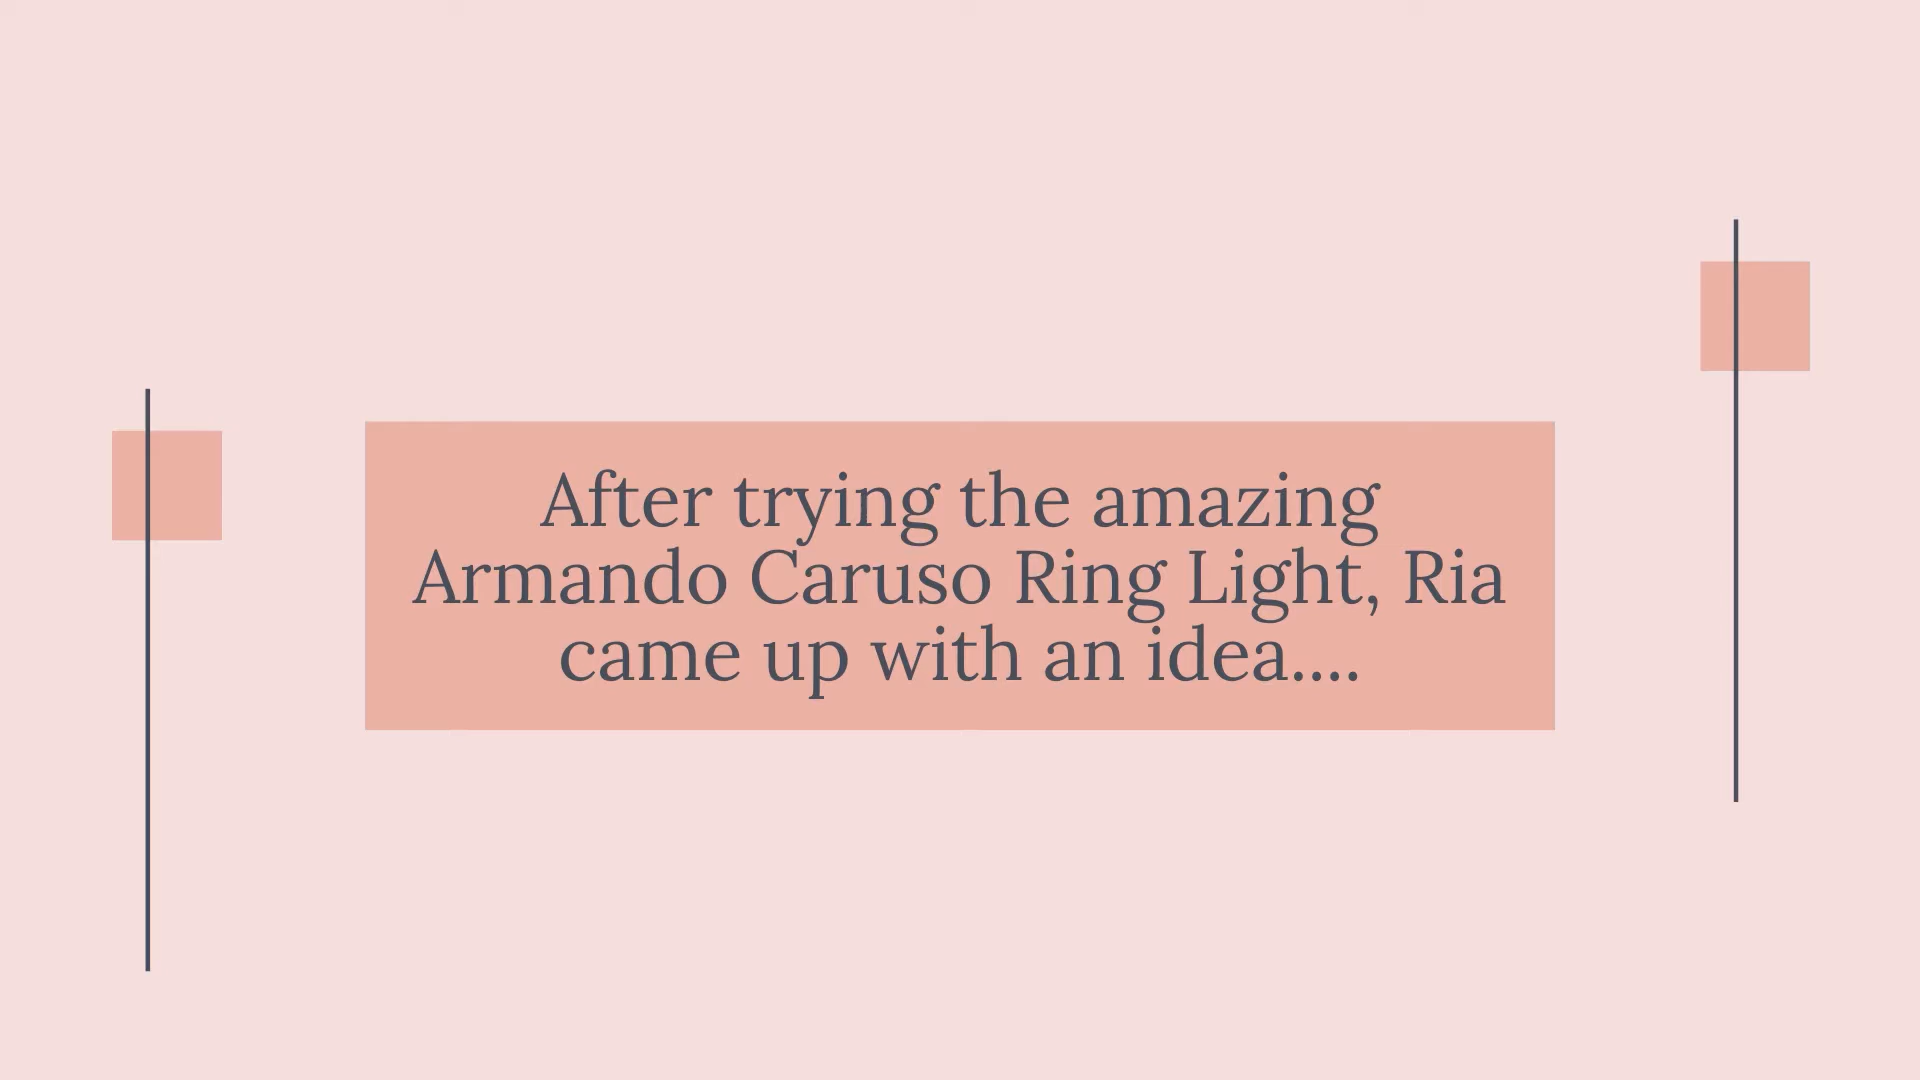 After trying the amazing
Armando Caruso Ring Light, Ria
came up with an idea....